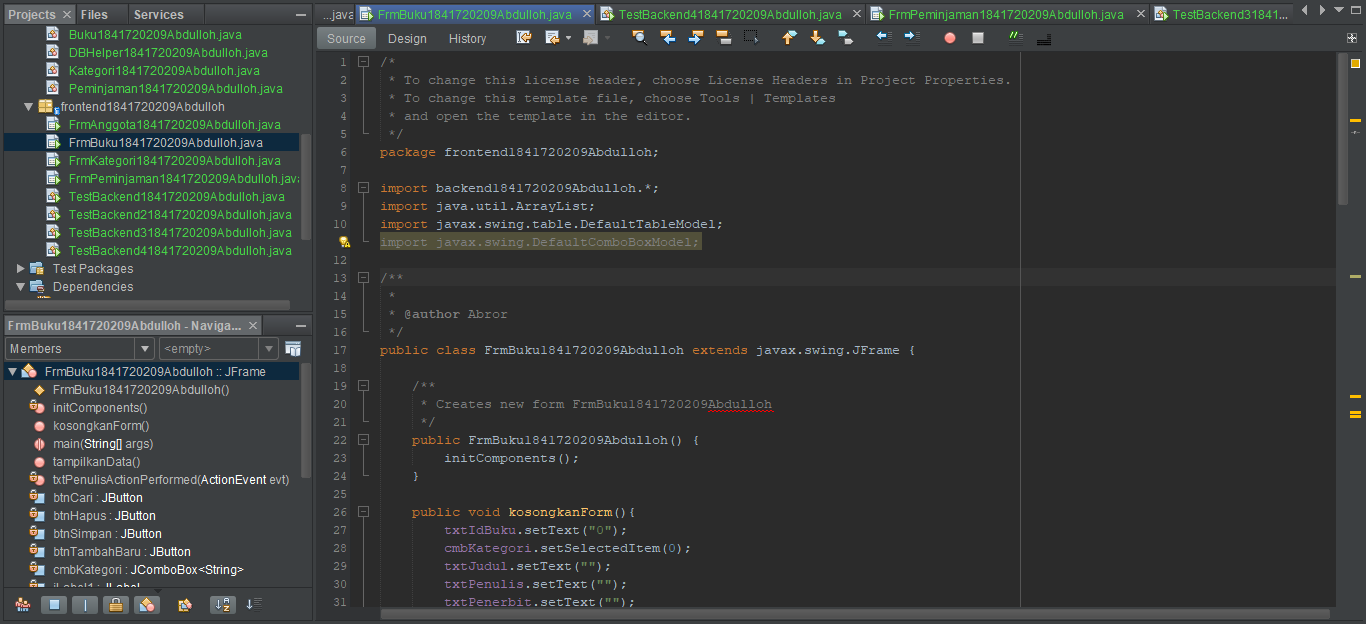 Projects
Files
Services
Buku1841720209Abdulloh.java
DBHelper1841720209Abdulloh.java
Kategori1841720209Abdulloh.java
Peminjaman1841720209Abdulloh.java
frontend1841720209Abdulloh
FrmAnggota1841720209Abdulloh.java
FrmBuku1841720209Abdulloh.java
FrmKategori1841720209Abdulloh.java
FrmPeminjaman1841720209Abdulloh.java
TestBackend1841720209Abdulloh.java
TestBackend21841720209Abdulloh.java
TestBackend31841720209Abdulloh.java
TestBackend41841720209Abdulloh.java
Test Packages
Dependencies
FrmBuku1841720209Abdulloh - Naviga...
Members
<empty>
FrmBuku1841720209Abdulloh :: JFrame
FrmBuku1841720209Abdulloh()
initComponents()
kosongkanForm()
main(String[] args)
tampilkanData()
txtPenulisActionPerformed(ActionEvent evt)
btnCari : JButton
btnHapus : JButton
btnSimpan : JButton
btnTambahBaru : JButton
cmbKategori : JComboBox<String>
jLabel1 : JLabel
...java
FrmBuku1841720209Abdulloh.java
TestBackend41841720209Abdulloh.java
FrmPeminjaman1841720209Abdulloh.java
TestBackend31841...
Source
Design
History
1 /*
2 * To change this license header, choose License Headers in Project Properties.
3 * To change this template file, choose Tools | Templates
4 * and open the template in the editor.
5 */
6 package frontend1841720209Abdulloh;
7
8 import backend1841720209Abdulloh.*;
9 import java.util.ArrayList;
10 import javax.swing.table.DefaultTableModel;
import javax.swing.DefaultComboBoxModel;
12
13 /**
14 *
15 * @author Abror
16 */
17 public class FrmBuku1841720209Abdulloh extends javax.swing.JFrame {
18
19 /**
20 * Creates new form FrmBuku1841720209Abdulloh
21 */
22 public FrmBuku1841720209Abdulloh() {
23 initComponents();
24 }
25
26 public void kosongkanForm(){
27 txtIdBuku.setText("0");
28 cmbKategori.setSelectedItem(0);
29 txtJudul.setText("");
30 txtPenulis.setText("");
31 txtPenerbit.setText("");